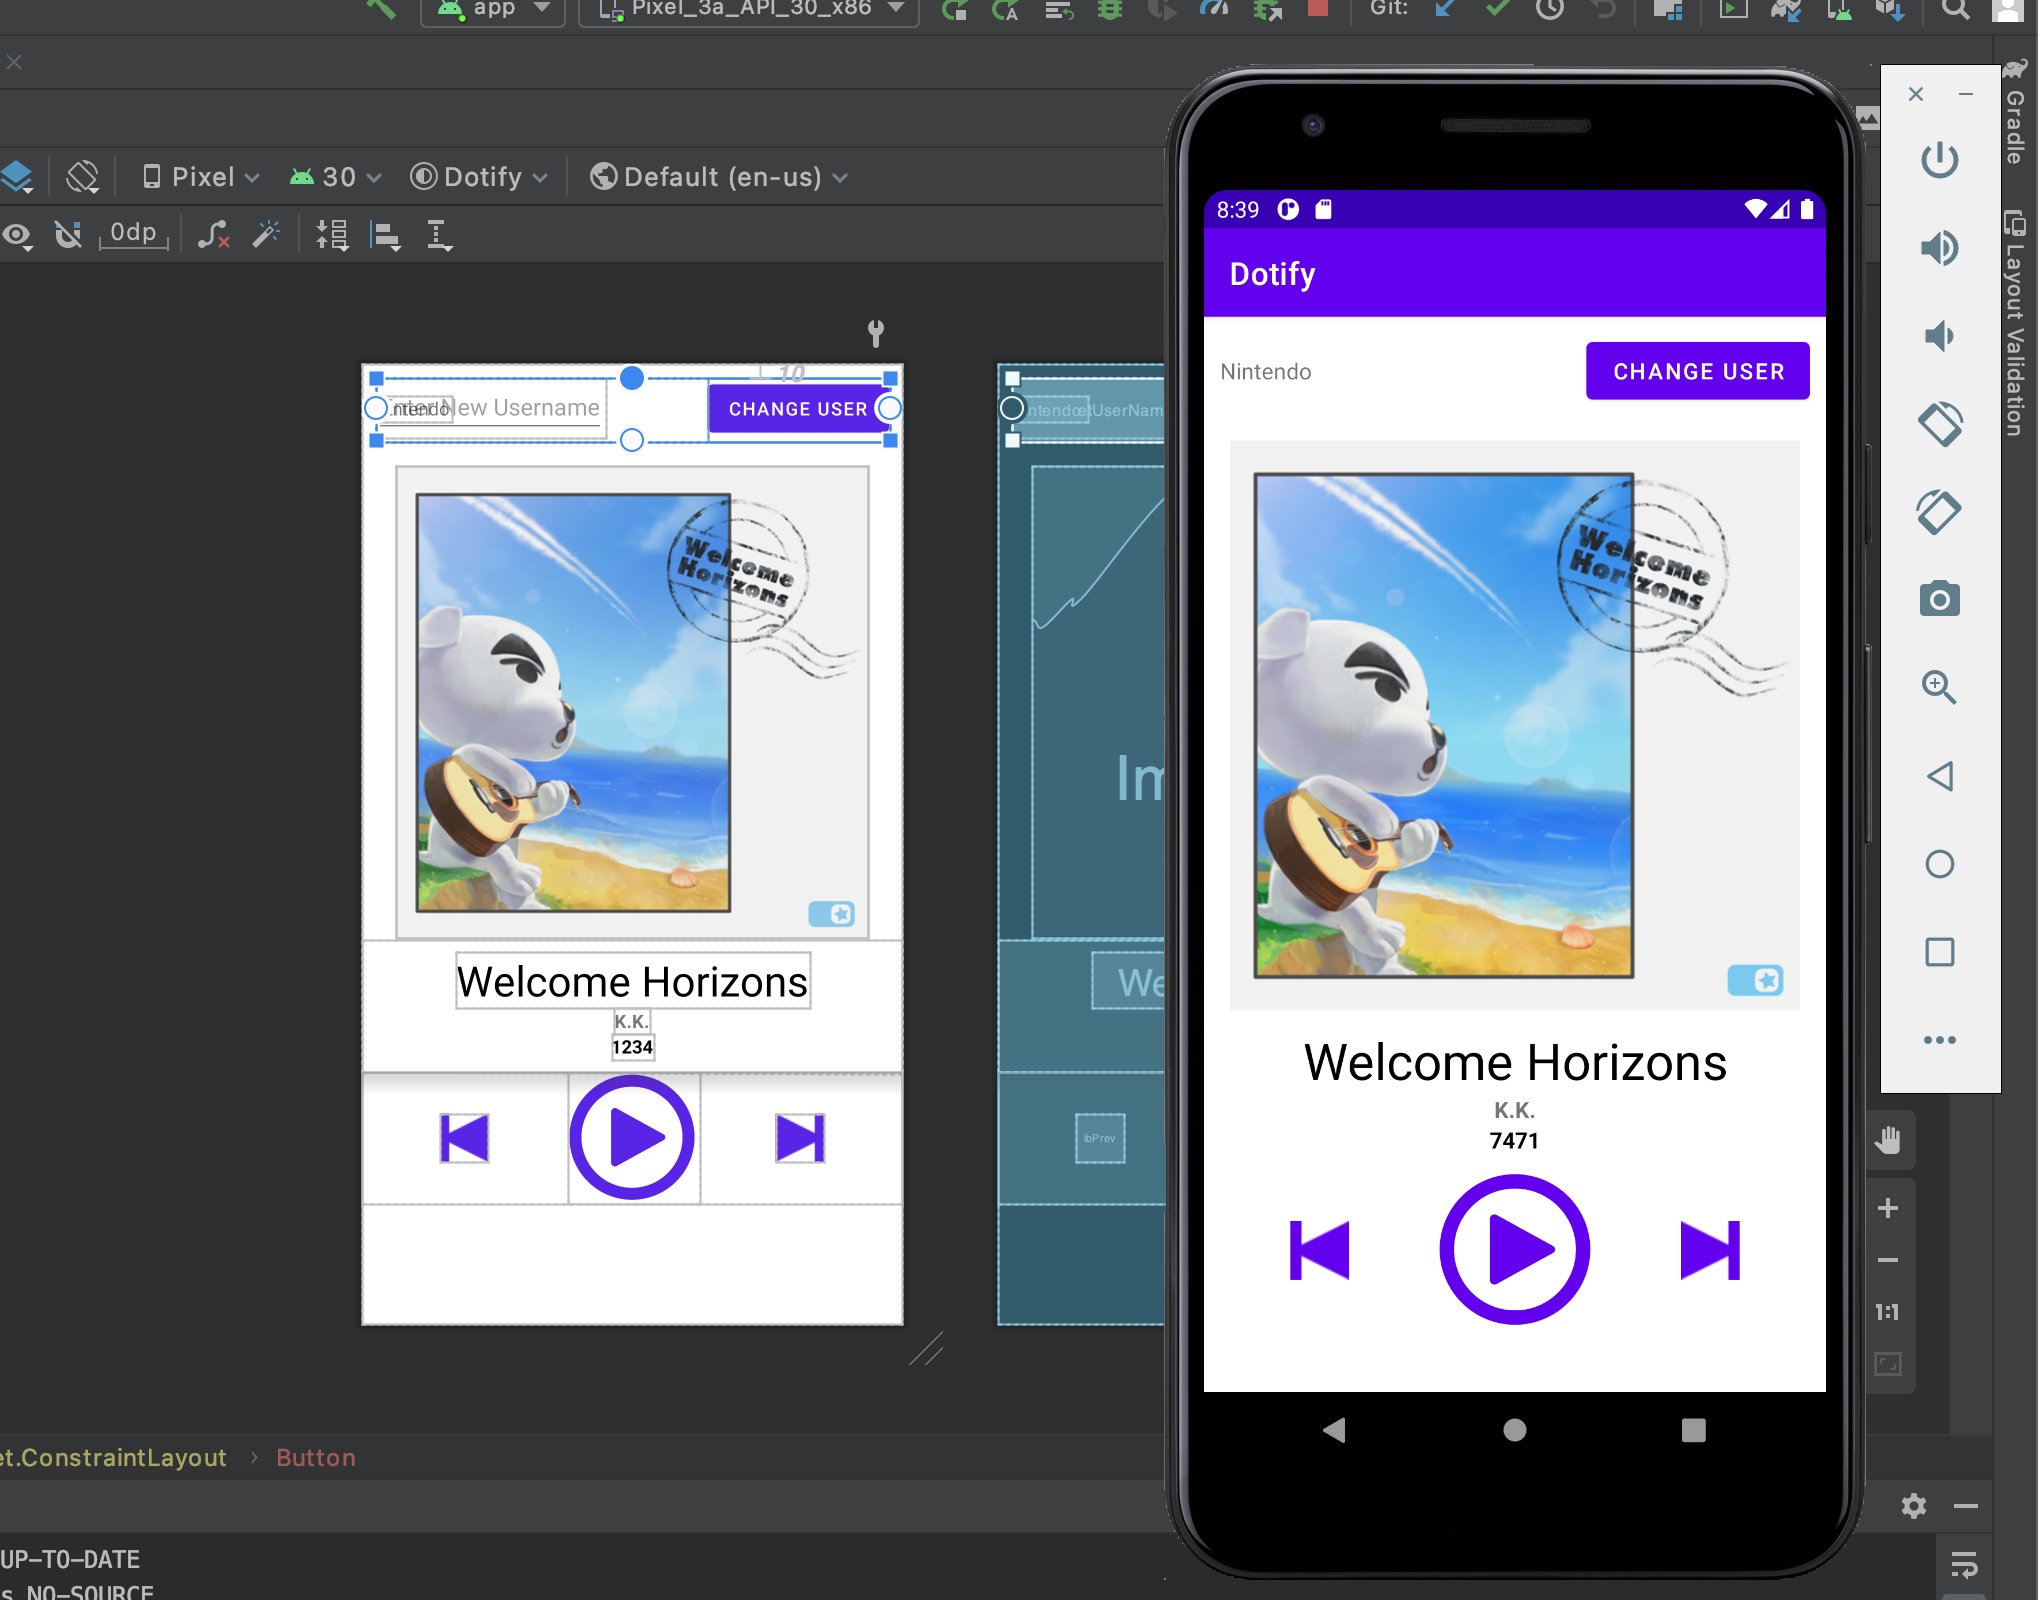 app
Pixel_3a_API_30_x86
Git:
Gradle
Layout Validation
Pixel
30
Dotify
Default (en-us)
0dp
10
ntendo
New Username
CHANGE USER
Welcome
Horizons
Welcome Horizons
K.K.
1234
ntendo
UserNam
Im
We
ibPrev
8:39
Dotify
Nintendo
CHANGE USER
Welcome
Horizons
Welcome Horizons
K.K.
7471
1:1
et.ConstraintLayout › Button
UP-TO-DATE
s NO-SOURCE